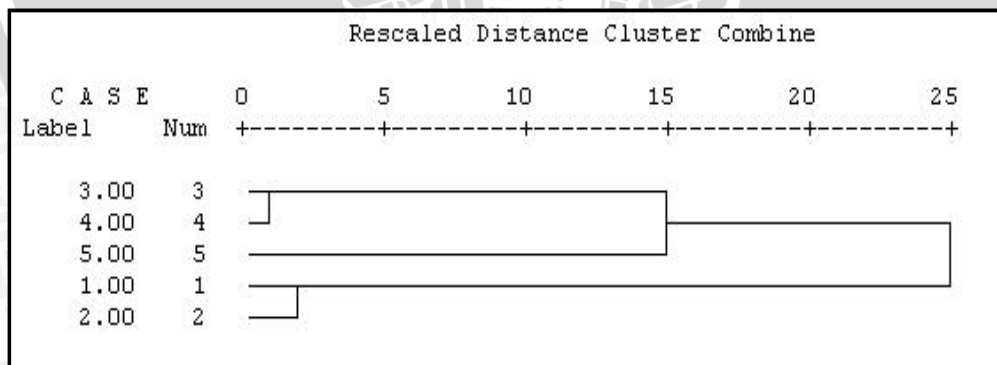 Rescaled Distance Cluster Combine
C A S E 0 5 10 15 20 25
Label Num +---------+---------+---------+---------+---------+
3.00 3
4.00 4
5.00 5
1.00 1
2.00 2